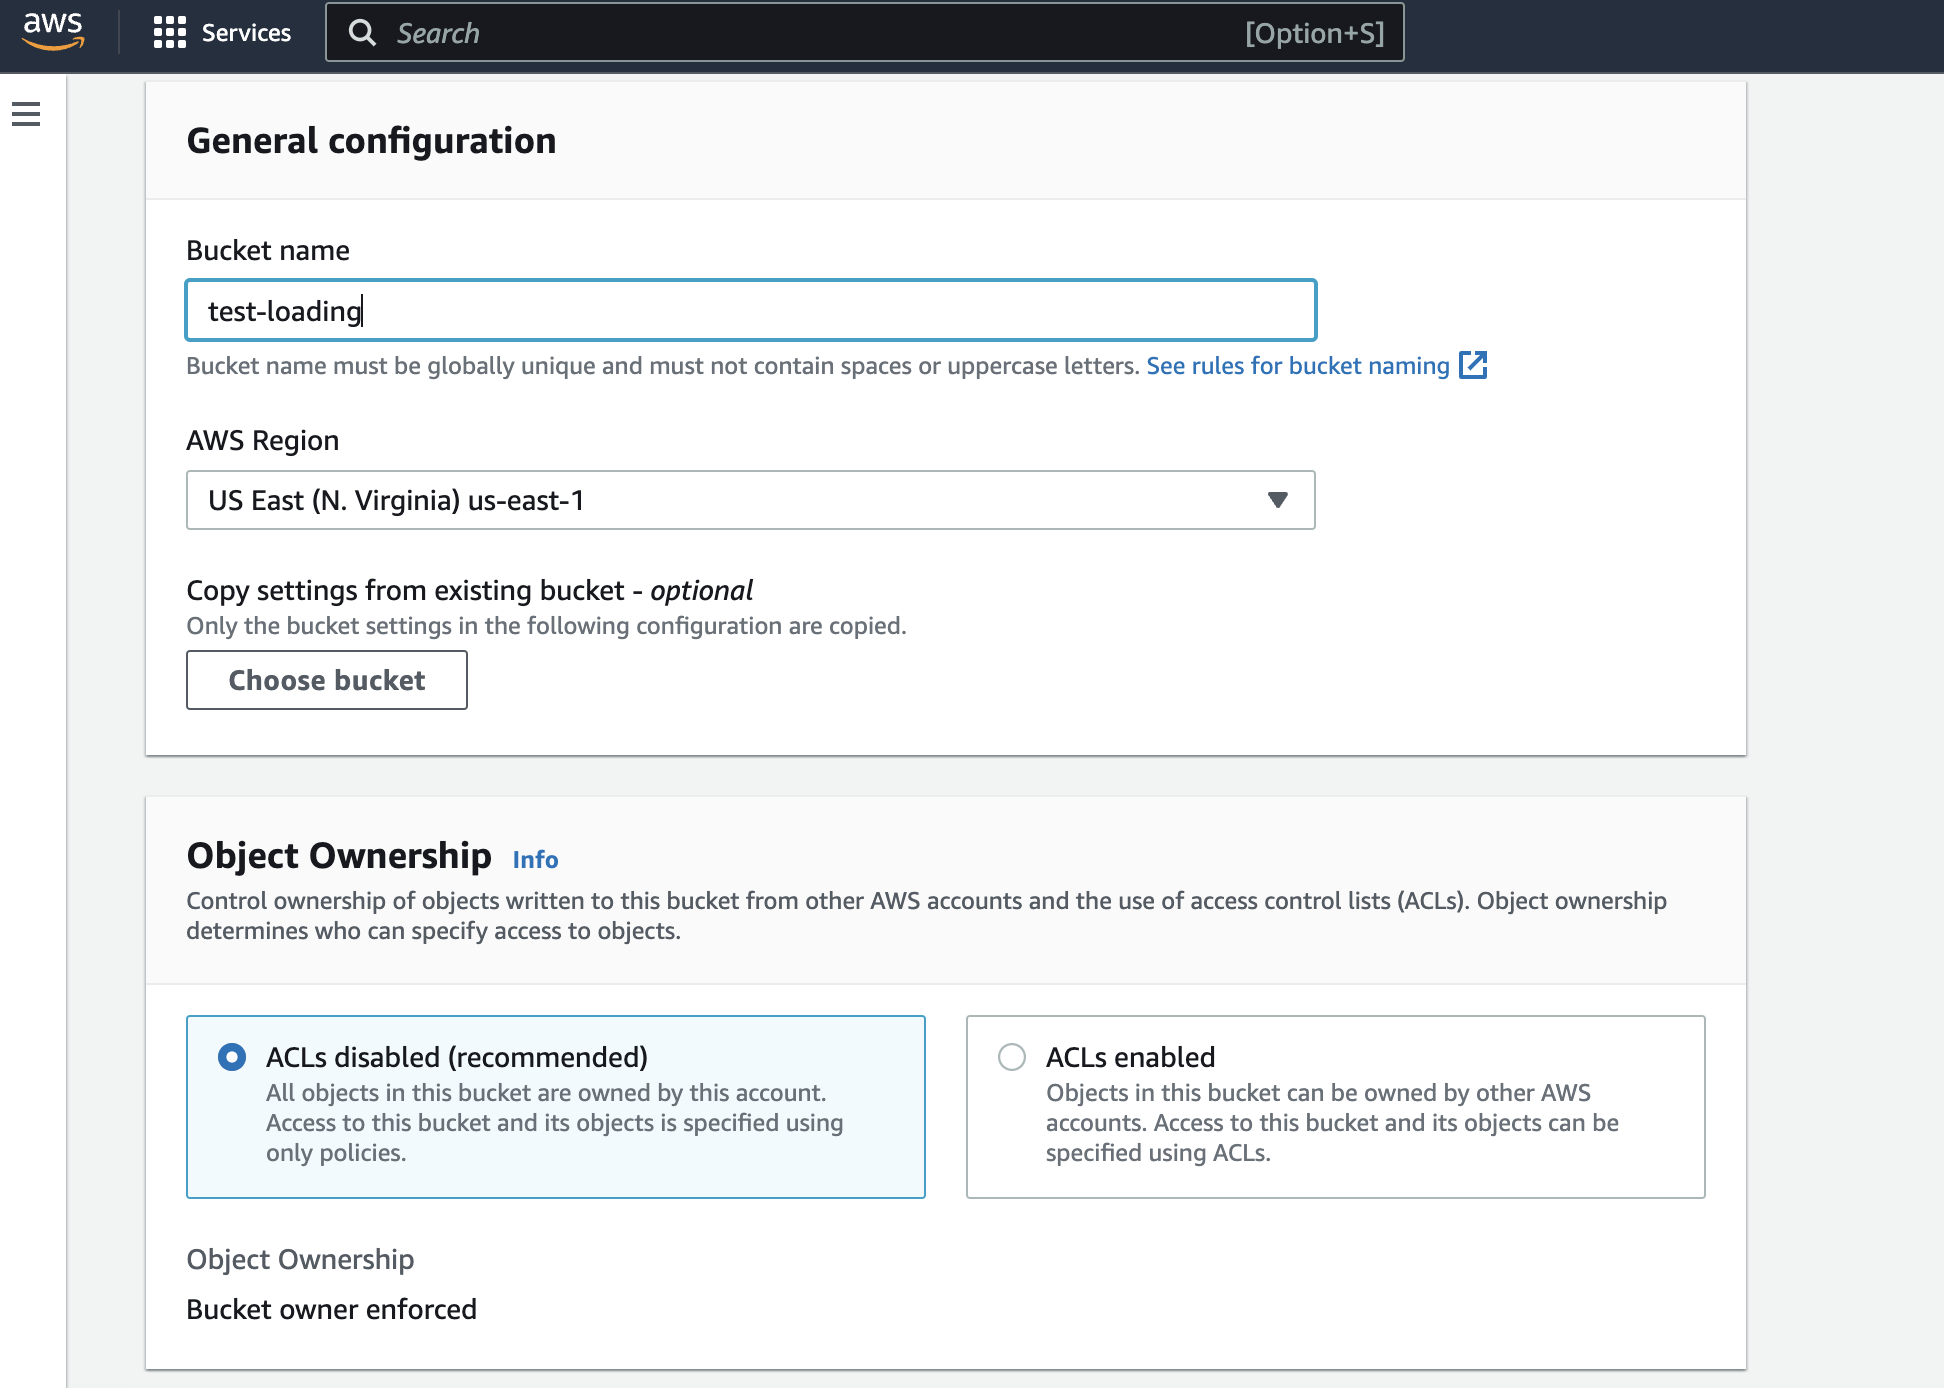 aws
Services
Search
[Option+S]
General configuration
Bucket name
test-loading
Bucket name must be globally unique and must not contain spaces or uppercase letters. See rules for bucket naming
AWS Region
US East (N. Virginia) us-east-1
Copy settings from existing bucket - optional
Only the bucket settings in the following configuration are copied.
Choose bucket
Object Ownership Info
Control ownership of objects written to this bucket from other AWS accounts and the use of access control lists (ACLs). Object ownership
determines who can specify access to objects.
ACLs disabled (recommended)
All objects in this bucket are owned by this account.
Access to this bucket and its objects is specified using
only policies.
ACLs enabled
Objects in this bucket can be owned by other AWS
accounts. Access to this bucket and its objects can be
specified using ACLs.
Object Ownership
Bucket owner enforced